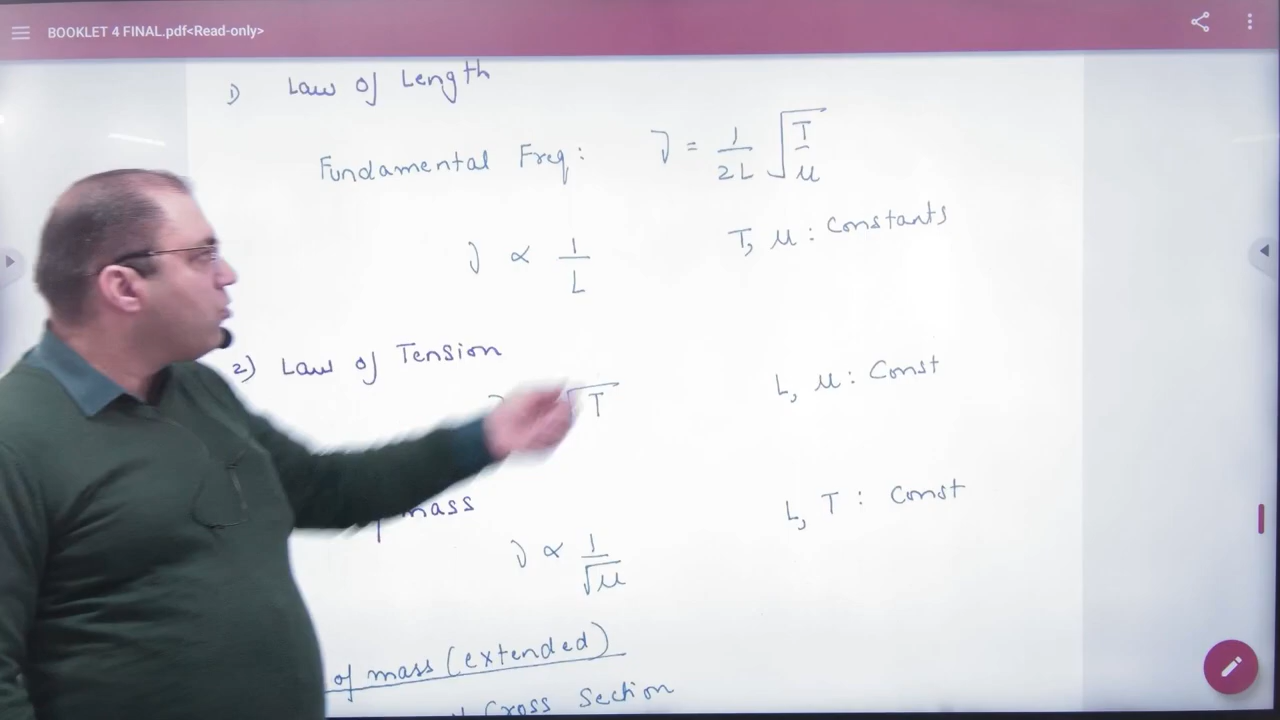 BOOKLET 4 FINAL.pdf<Read-only>
1) Law of Length
Fundamental Freq: ν = 1/2L √T/μ
ν ∝ 1/L T, μ: Constants
2) Law of Tension
√T L, μ: Const
mass L, T: Const
ν ∝ 1/√μ
of mass (extended)
Cross Section